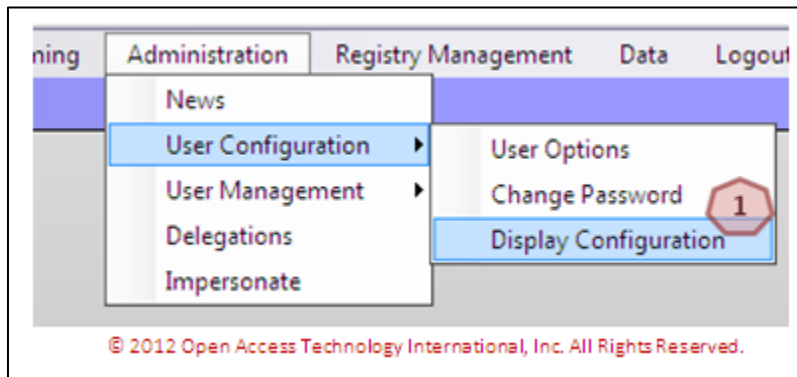 Administration Registry Management Data Logout
News
User Configuration User Options
User Management Change Password 1
Delegations Display Configuration
Impersonate
© 2012 Open Access Technology International, Inc. All Rights Reserved.